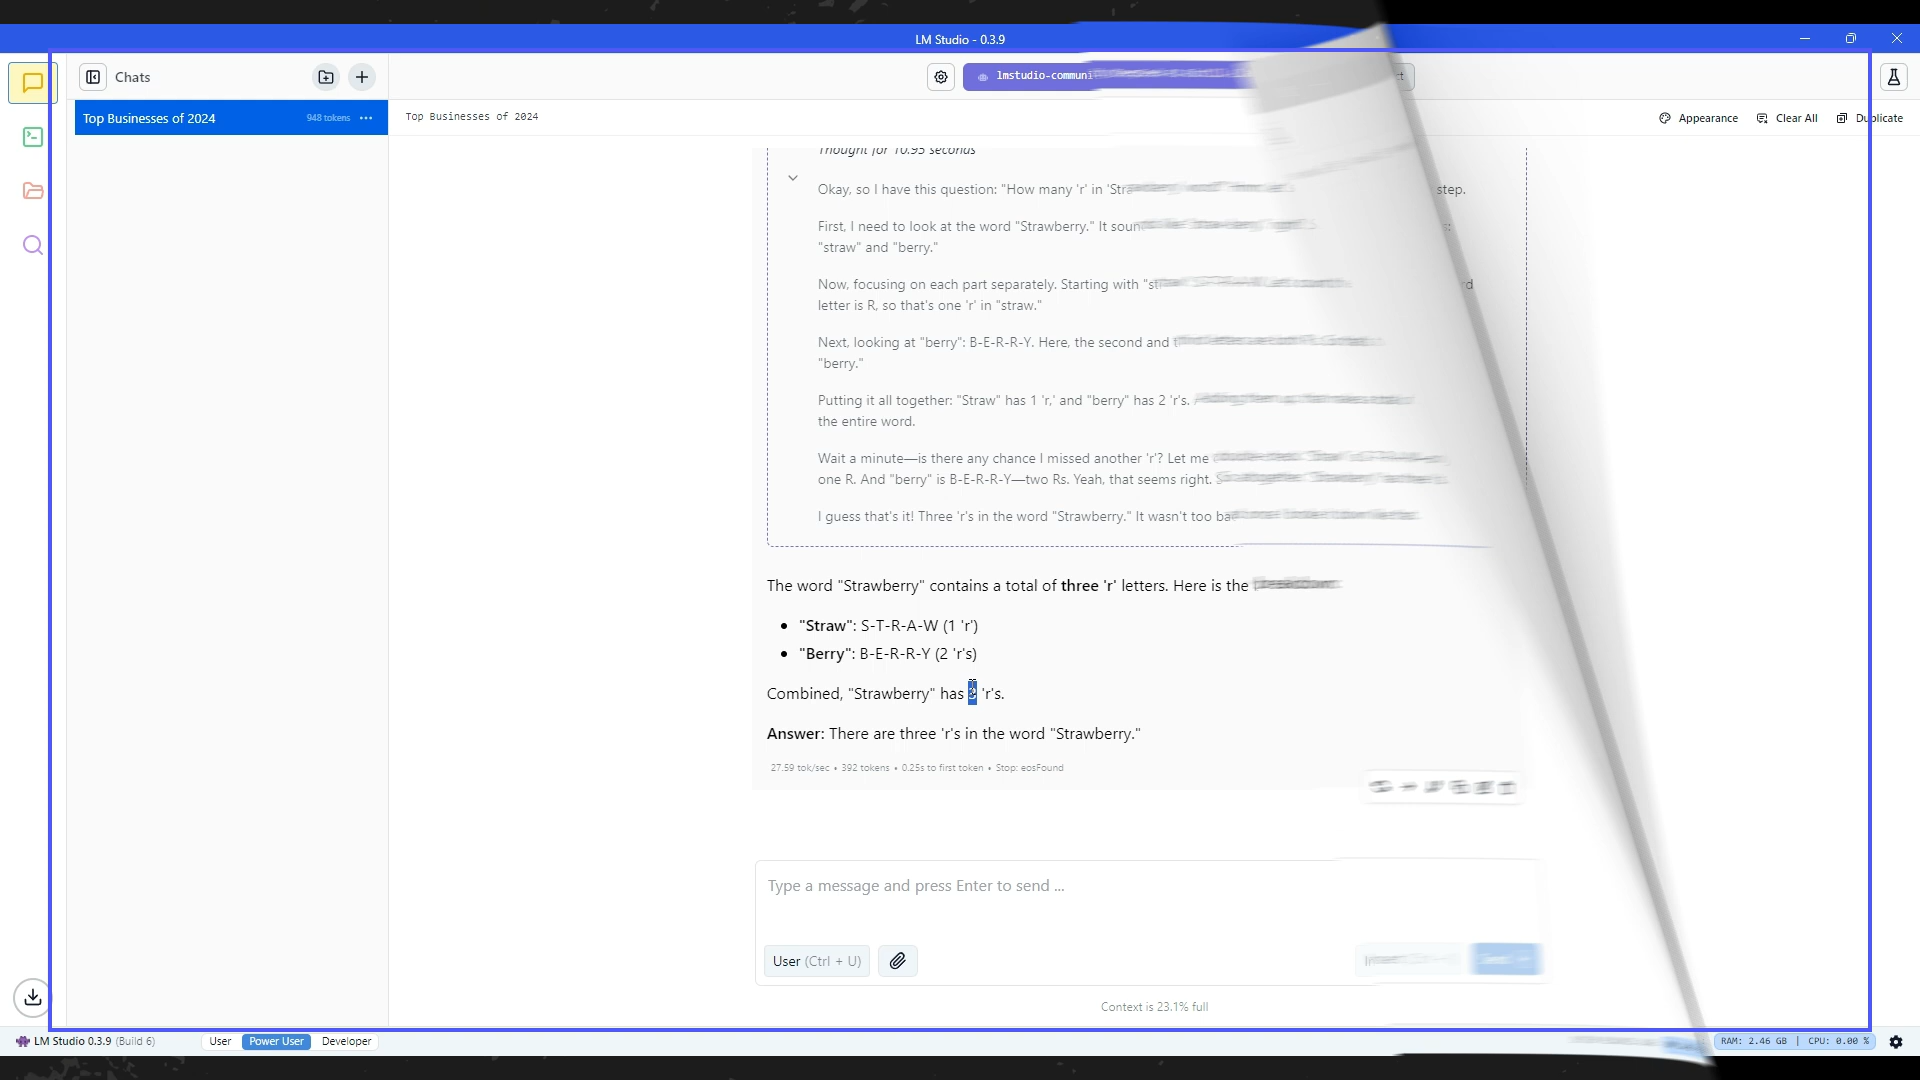 LM Studio - 0.3.9
Chats
lmstudio-communi
Top Businesses of 2024 948 tokens
Top Businesses of 2024
Appearance Clear All Duplicate
Thought for 10.95 seconds
Okay, so I have this question: "How many 'r' in 'Stra step.
First, I need to look at the word "Strawberry." It soun
"straw" and "berry."
Now, focusing on each part separately. Starting with "st rd
letter is R, so that's one 'r' in "straw."
Next, looking at "berry": B-E-R-R-Y. Here, the second and
"berry."
Putting it all together: "Straw" has 1 'r,' and "berry" has 2 'r's.
the entire word.
Wait a minute—is there any chance I missed another 'r'? Let me
one R. And "berry" is B-E-R-R-Y—two Rs. Yeah, that seems right.
I guess that's it! Three 'r's in the word "Strawberry." It wasn't too ba
The word "Strawberry" contains a total of three 'r' letters. Here is the
• "Straw": S-T-R-A-W (1 'r')
• "Berry": B-E-R-R-Y (2 'r's)
Combined, "Strawberry" has 3 'r's.
Answer: There are three 'r's in the word "Strawberry."
27.59 tok/sec • 392 tokens • 0.25s to first token • Stop: eosFound
Type a message and press Enter to send ...
User (Ctrl + U)
Context is 23.1% full
LM Studio 0.3.9 (Build 6) User Power User Developer
RAM: 2.46 GB | CPU: 0.00 %